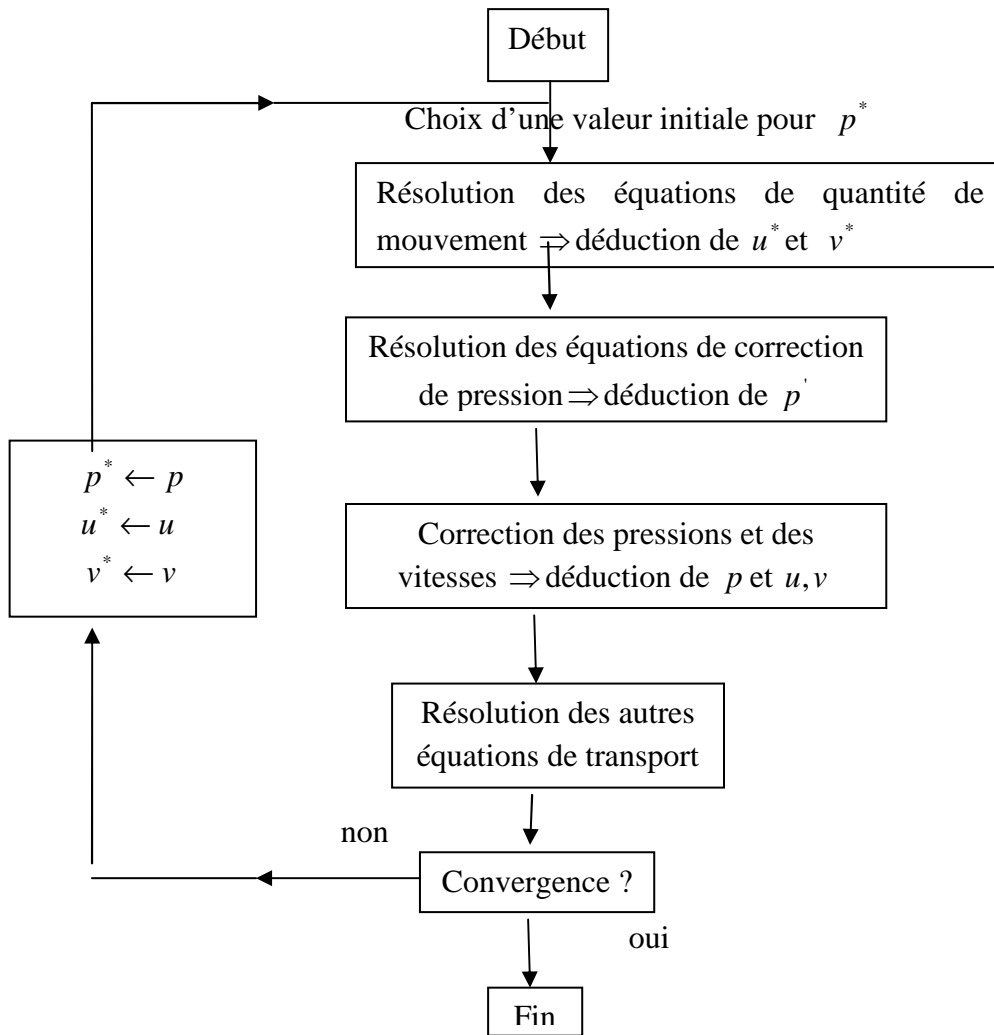 Début
Choix d’une valeur initiale pour p*
Résolution des équations de quantité de
mouvement ⇒ déduction de u* et v*
Résolution des équations de correction
de pression ⇒ déduction de p'
p* ← p
u* ← u
v* ← v
Correction des pressions et des
vitesses ⇒ déduction de p et u, v
Résolution des autres
équations de transport
non
Convergence ?
oui
Fin